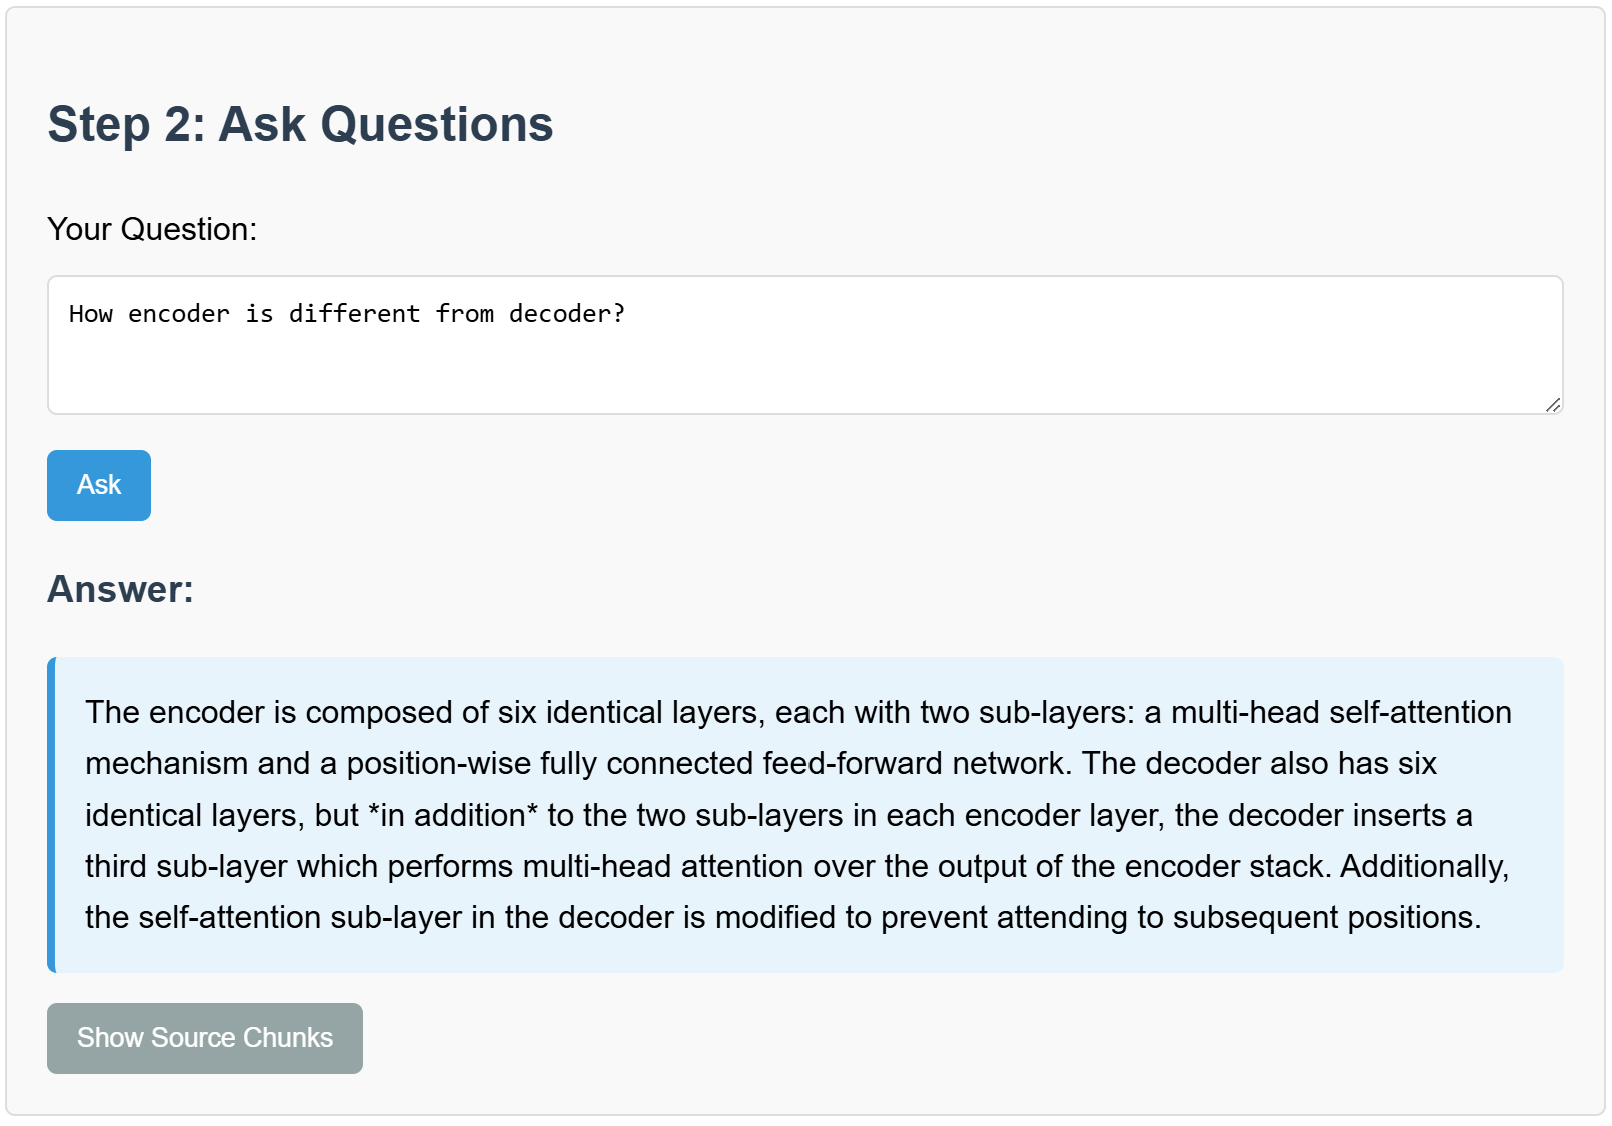 Step 2: Ask Questions
Your Question:
How encoder is different from decoder?
Ask
Answer:
The encoder is composed of six identical layers, each with two sub-layers: a multi-head self-attention
mechanism and a position-wise fully connected feed-forward network. The decoder also has six
identical layers, but *in addition* to the two sub-layers in each encoder layer, the decoder inserts a
third sub-layer which performs multi-head attention over the output of the encoder stack. Additionally,
the self-attention sub-layer in the decoder is modified to prevent attending to subsequent positions.
Show Source Chunks